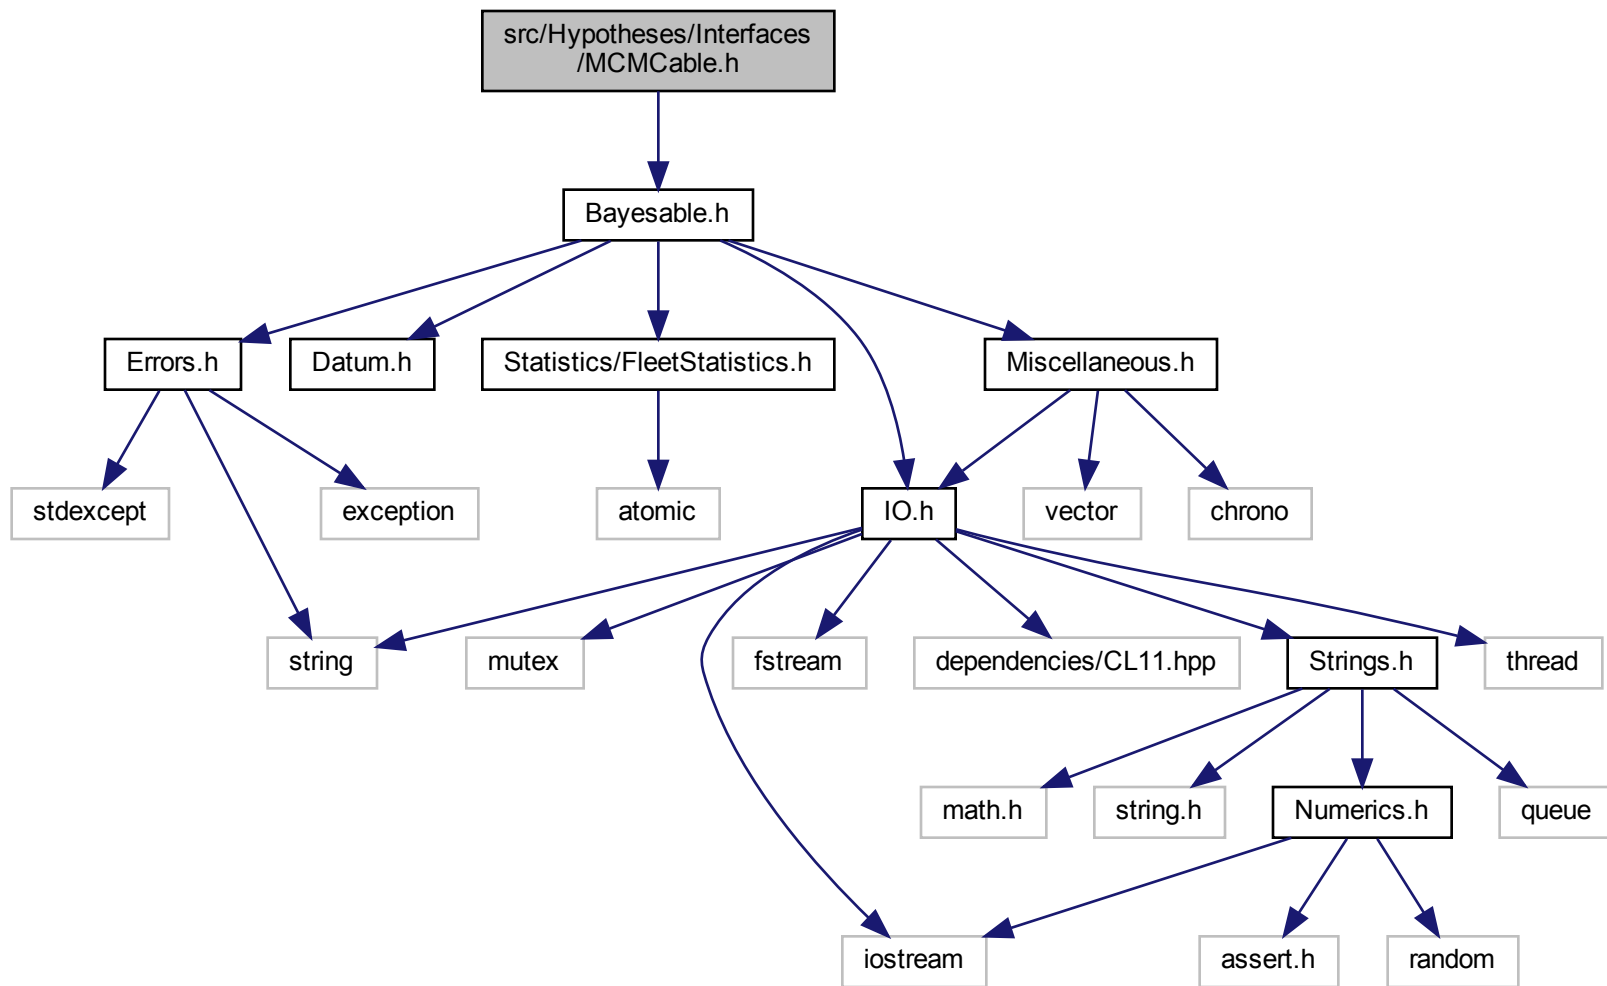 src/Hypotheses/Interfaces
/MCMCable.h
Bayesable.h
Errors.h
Datum.h
Statistics/FleetStatistics.h
Miscellaneous.h
stdexcept
exception
atomic
IO.h
vector
chrono
string
mutex
fstream
dependencies/CL11.hpp
Strings.h
thread
math.h
string.h
Numerics.h
queue
iostream
assert.h
random